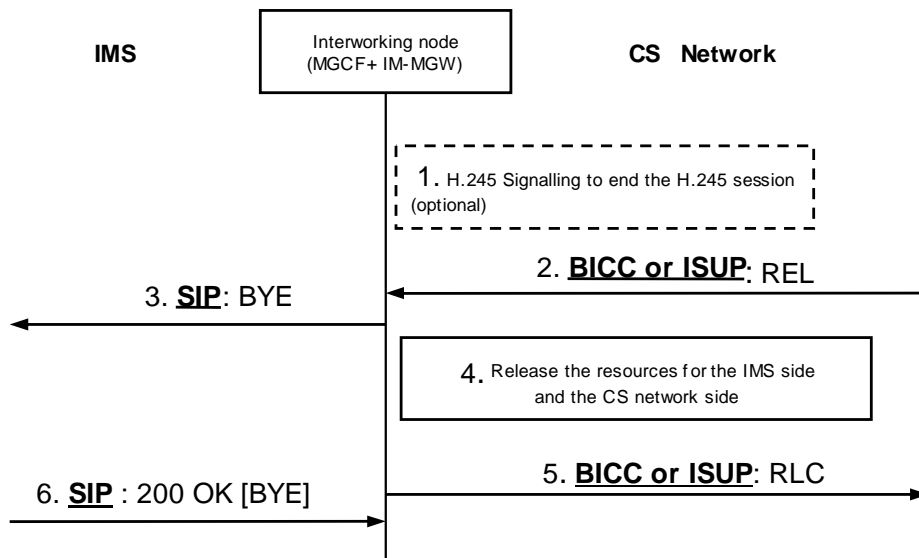 IMS
Interworking node
(MGCF+ IM-MGW)
CS Network
1. H.245 Signalling to end the H.245 session
(optional)
2. BICC or ISUP: REL
3. SIP: BYE
4. Release the resources for the IMS side
and the CS network side
5. BICC or ISUP: RLC
6. SIP : 200 OK [BYE]